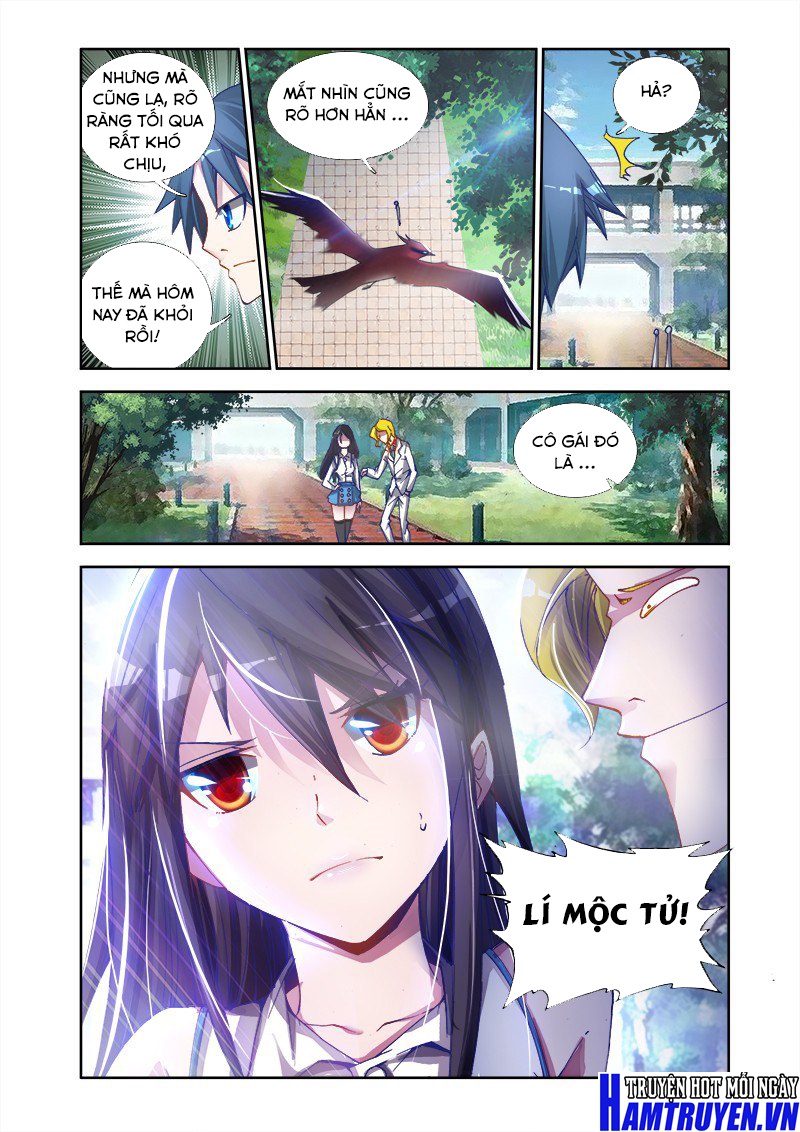 NHƯNG MÀ
CŨNG LẠ, RÕ
RÀNG TỐI QUA
RẤT KHÓ
CHỊU,
THẾ MÀ HÔM
NAY ĐÃ KHỎI
RỒI!
MẮT NHÌN CŨNG
RÕ HƠN HẲN ...
HẢ?
CÔ GÁI ĐÓ
LÀ ...
LÍ MỘC TỬ!
TRUYỆN HOT MỖI NGÀY
HAMTRUYEN.VN